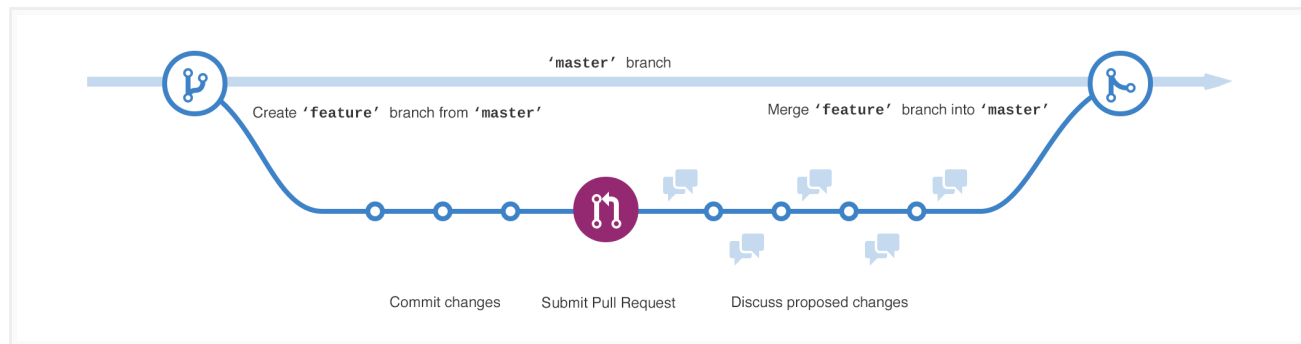 ‘master’ branch
Create ‘feature’ branch from ‘master’
Merge ‘feature’ branch into ‘master’
Commit changes
Submit Pull Request
Discuss proposed changes